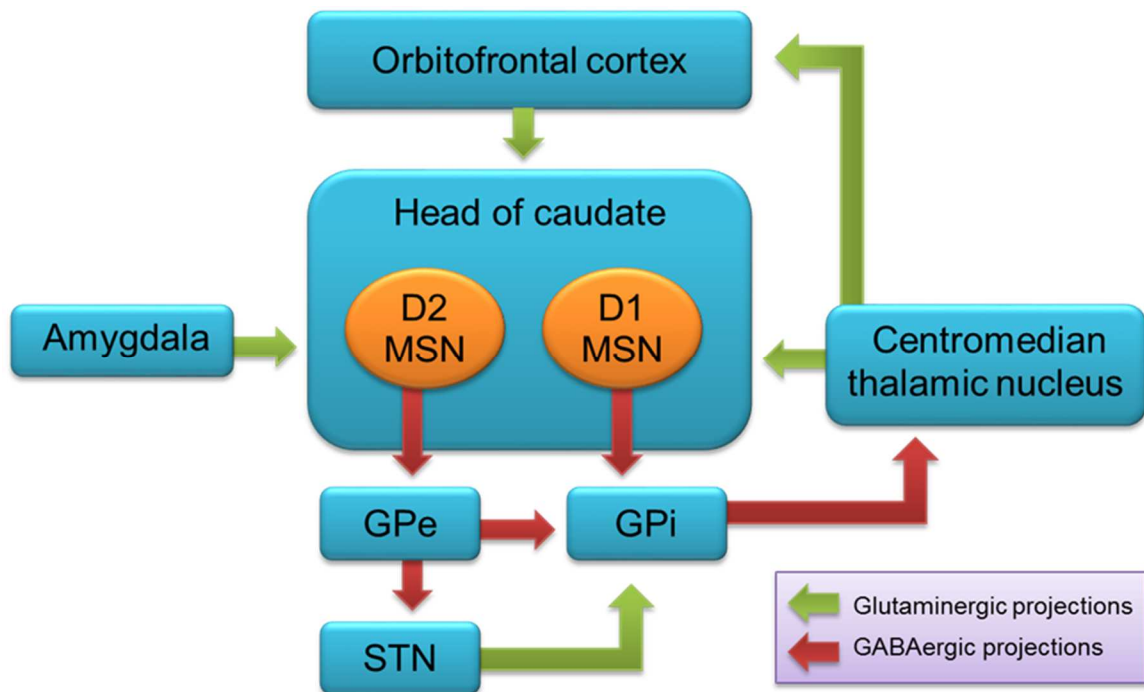 Orbitofrontal cortex
Head of caudate
D2
MSN
D1
MSN
Amygdala
Centromedian
thalamic nucleus
GPe
GPi
STN
Glutaminergic projections
GABAergic projections